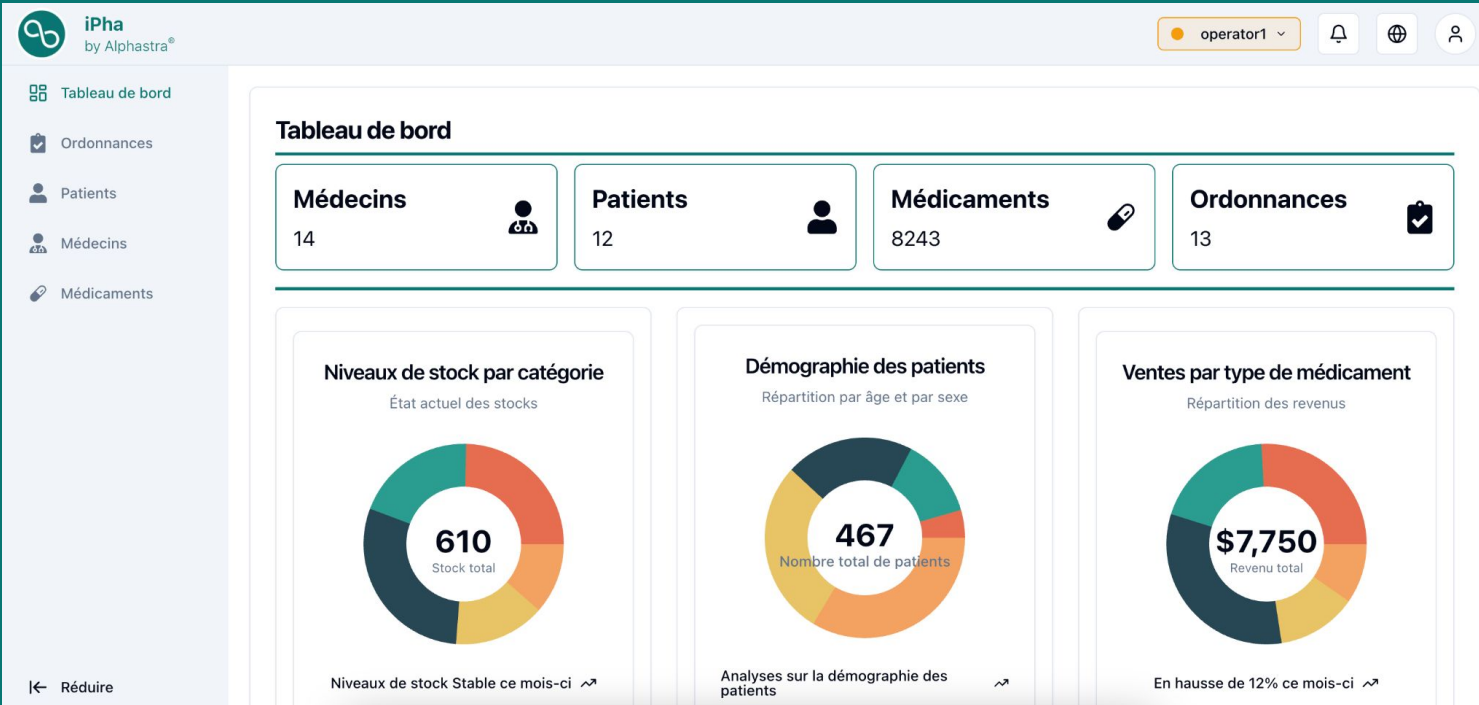 iPha
by Alphastra®
operator1
Tableau de bord
Ordonnances
Patients
Médecins
Médicaments
Réduire
Tableau de bord
Médecins
14
Patients
12
Médicaments
8243
Ordonnances
13
Niveaux de stock par catégorie
État actuel des stocks
610
Stock total
Niveaux de stock Stable ce mois-ci
Démographie des patients
Répartition par âge et par sexe
467
Nombre total de patients
Analyses sur la démographie des
patients
Ventes par type de médicament
Répartition des revenus
$7,750
Revenu total
En hausse de 12% ce mois-ci